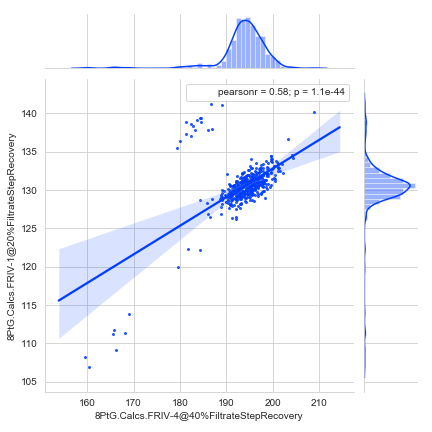 pearsonr = 0.58; p = 1.1e-44
140
135
130
125
120
115
110
105
8PtG.Calcs.FRIV-1@20%FiltrateStepRecovery
160 170 180 190 200 210
8PtG.Calcs.FRIV-4@40%FiltrateStepRecovery